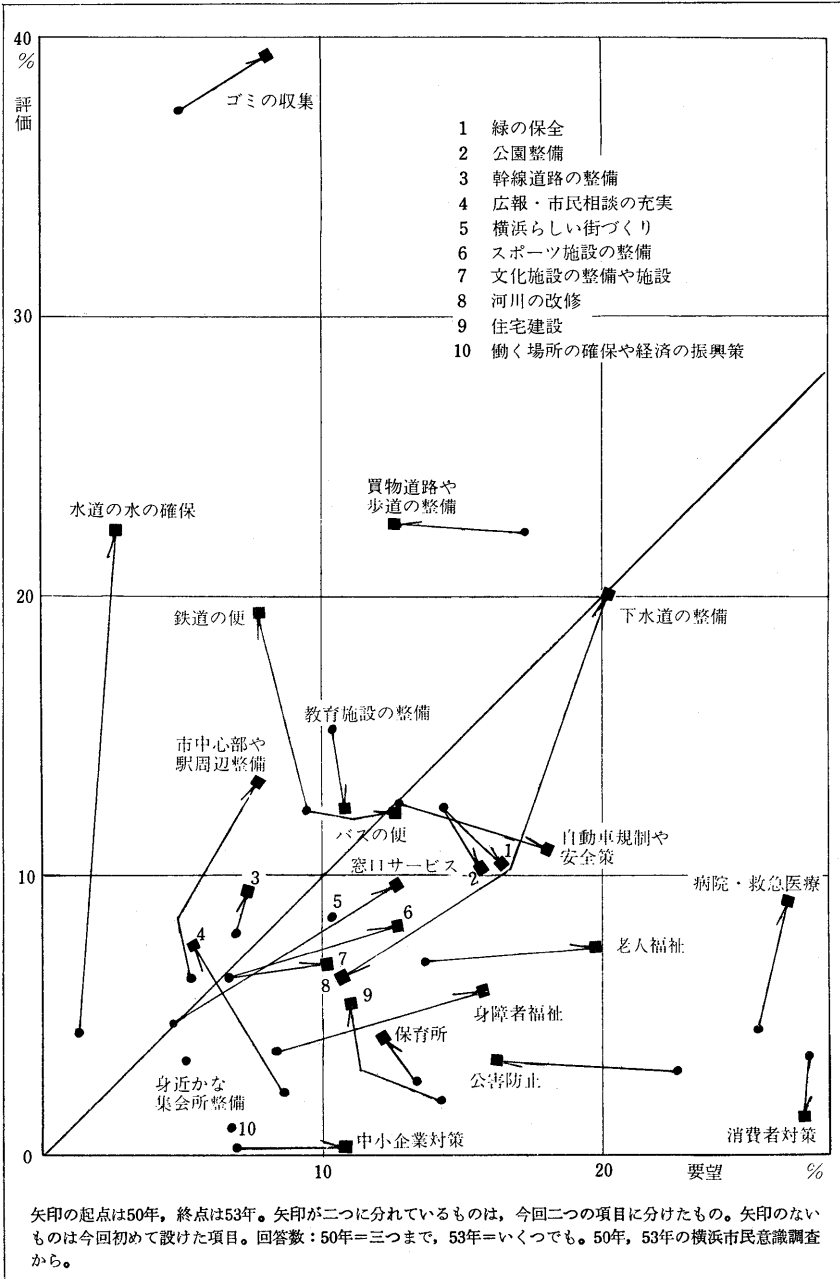 40
%
評価
ゴミの収集
1 緑の保全
2 公園整備
3 幹線道路の整備
4 広報・市民相談の充実
5 横浜らしい街づくり
6 スポーツ施設の整備
7 文化施設の整備や施設
8 河川の改修
9 住宅建設
10 働く場所の確保や経済の振興策
30
水道の水の確保
買物道路や
歩道の整備
20
鉄道の便
下水道の整備
教育施設の整備
市中心部や
駅周辺整備
バスの便
自動車規制や
安全策
窓口サービス
1
2
10
3
病院・救急医療
5
6
4
7
老人福祉
8
9
身障者福祉
保育所
公害防止
身近かな
集会所整備
10
中小企業対策
消費者対策
0
10
20
要望
%
矢印の起点は50年，終点は53年。矢印が二つに分れているものは，今回二つの項目に分けたもの。矢印のない
ものは今回初めて設けた項目。回答数：50年＝三つまで，53年＝いくつでも。50年，53年の横浜市民意識調査
から。